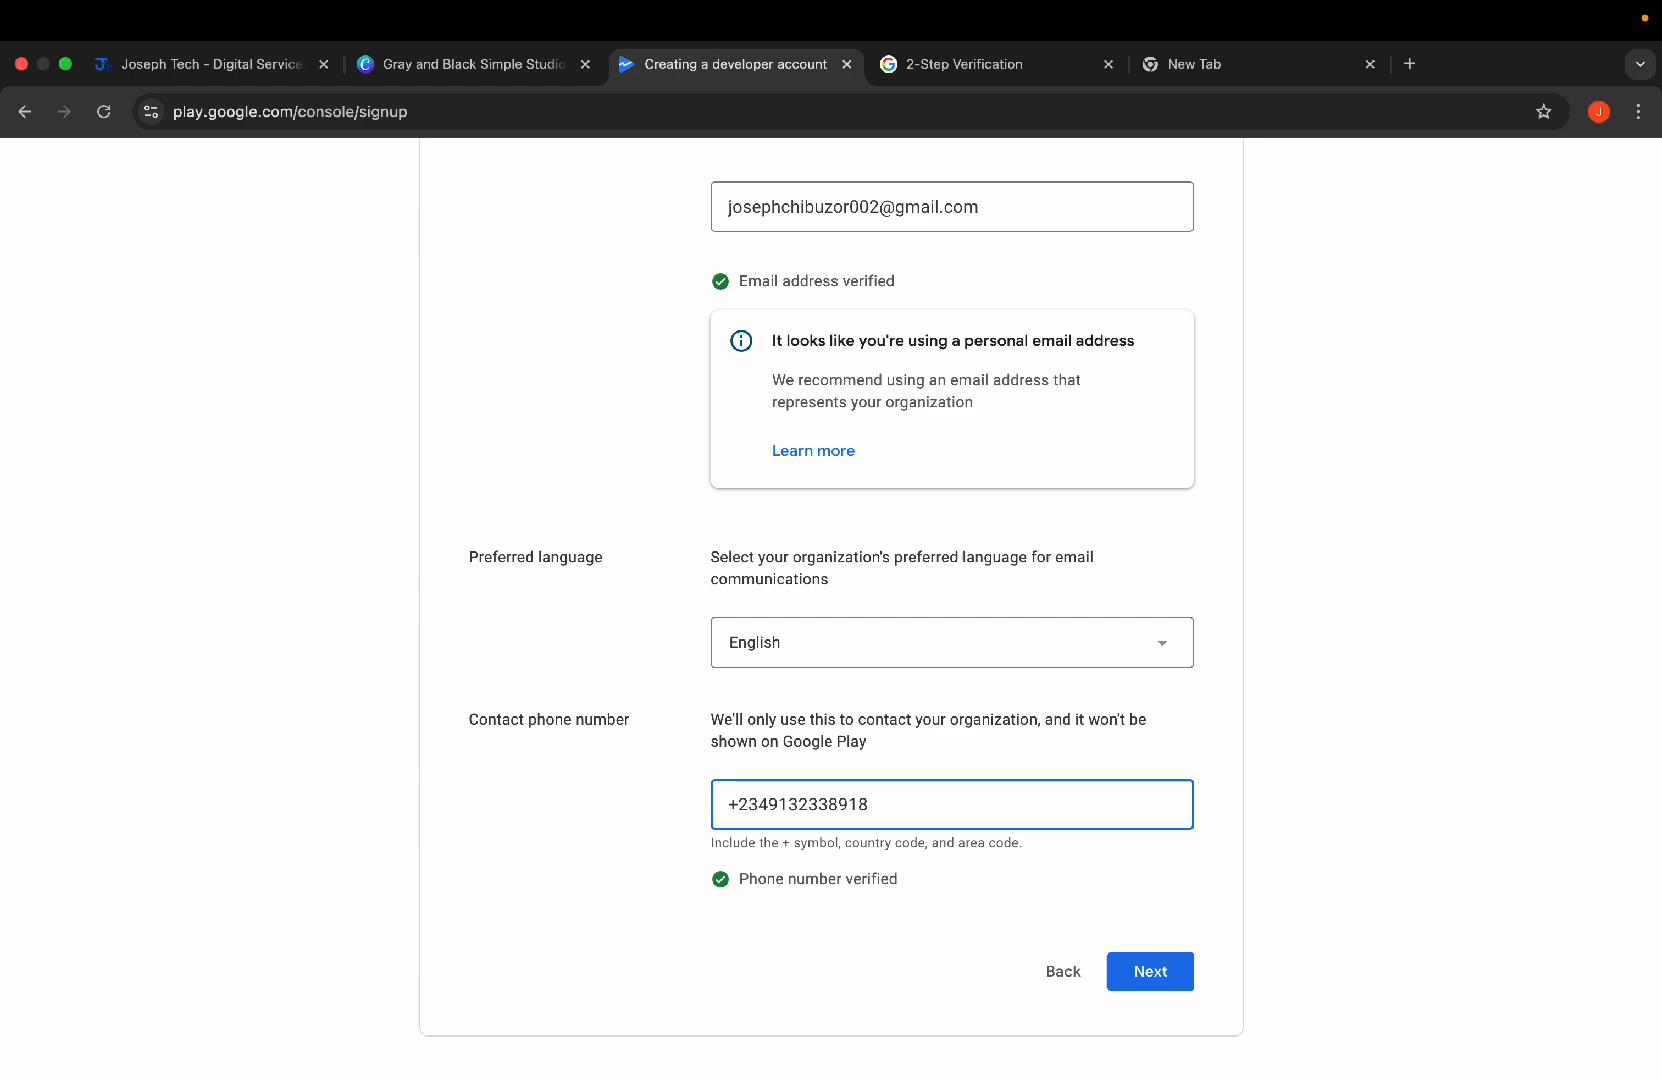 Joseph Tech - Digital Service
Gray and Black Simple Studio
Creating a developer account
2-Step Verification
New Tab
play.google.com/console/signup
J
josephchibuzor002@gmail.com
Email address verified
It looks like you're using a personal email address
We recommend using an email address that
represents your organization
Learn more
Preferred language
Select your organization's preferred language for email
communications
English
Contact phone number
We'll only use this to contact your organization, and it won't be
shown on Google Play
+2349132338918
Include the + symbol, country code, and area code.
Phone number verified
Back
Next